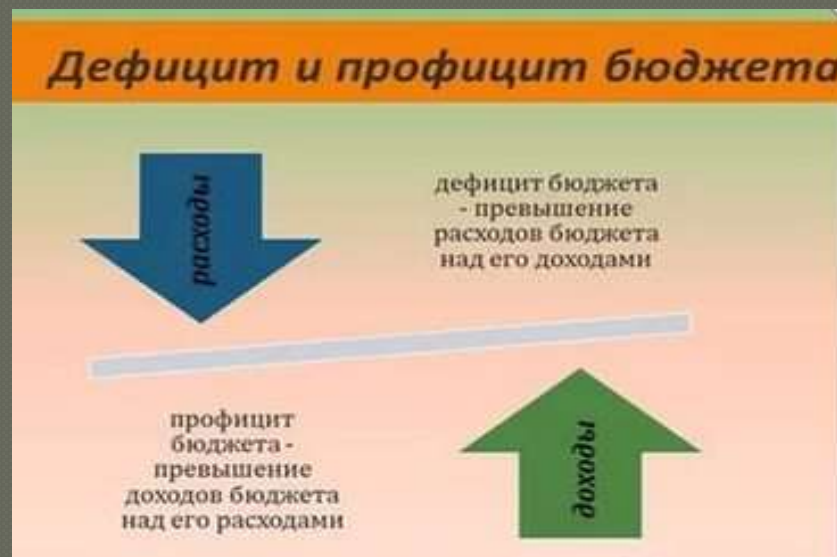 Дефицит и профицит бюджета
расходы
дефицит бюджета
- превышение
расходов бюджета
над его доходами
профицит
бюджета -
превышение
доходов бюджета
над его расходами
доходы